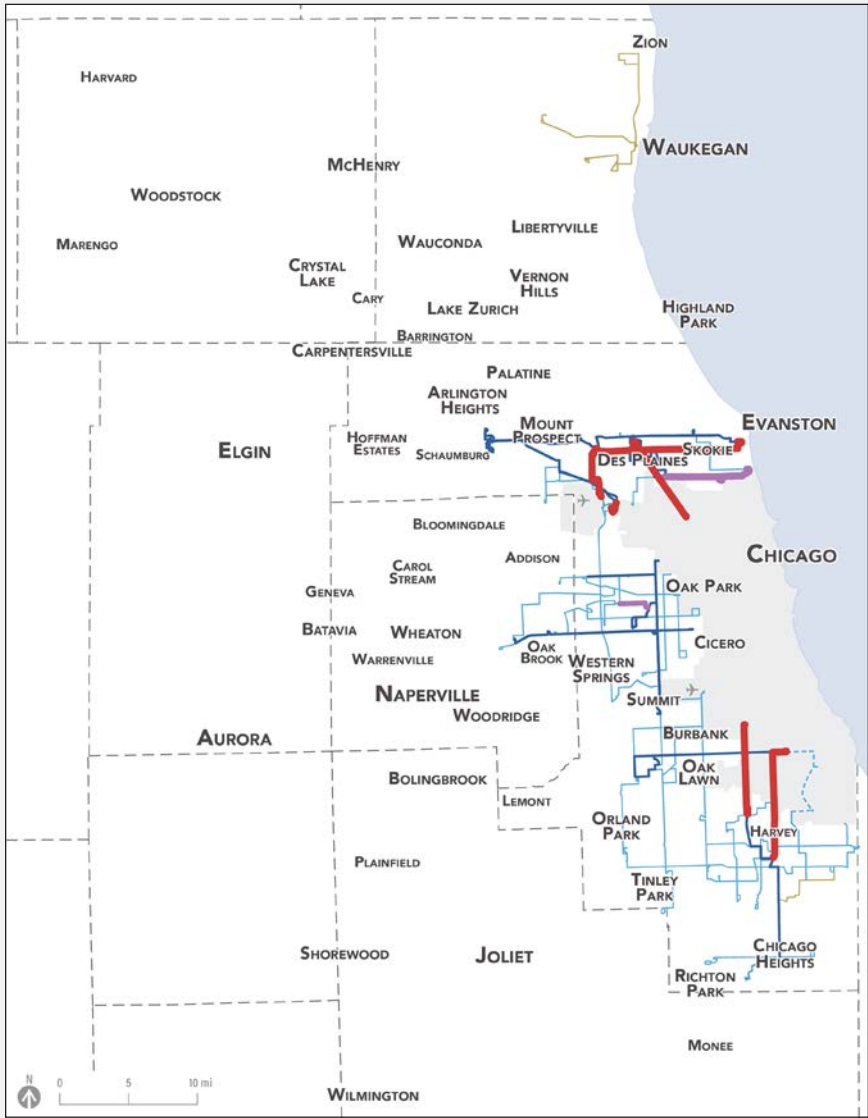 ZION
HARVARD
WAUKEGAN
MCHENRY
WOODSTOCK
LIBERTYVILLE
MARENGO
WAUCONDA
CRYSTAL
LAKE
VERNON
HILLS
CARY
LAKE ZURICH
HIGHLAND
PARK
BARRINGTON
CARPENTERSVILLE
PALATINE
ARLINGTON
HEIGHTS
MOUNT
PROSPECT
EVANSTON
ELGIN
HOFFMAN
ESTATES
SCHAUMBURG
DES PLAINES
SKOKIE
BLOOMINGDALE
ADDISON
CHICAGO
CAROL
STREAM
GENEVA
OAK PARK
BATAVIA
WHEATON
OAK
BROOK
CICERO
WARRENVILLE
WESTERN
SPRINGS
NAPERVILLE
SUMMIT
WOODRIDGE
AURORA
BURBANK
OAK
LAWN
BOLINGBROOK
LEMONT
ORLAND
PARK
HARVEY
PLAINFIELD
TINLEY
PARK
SHOREWOOD
JOLIET
CHICAGO
HEIGHTS
RICHTON
PARK
MONEE
N
0 5 10 mi
WILMINGTON